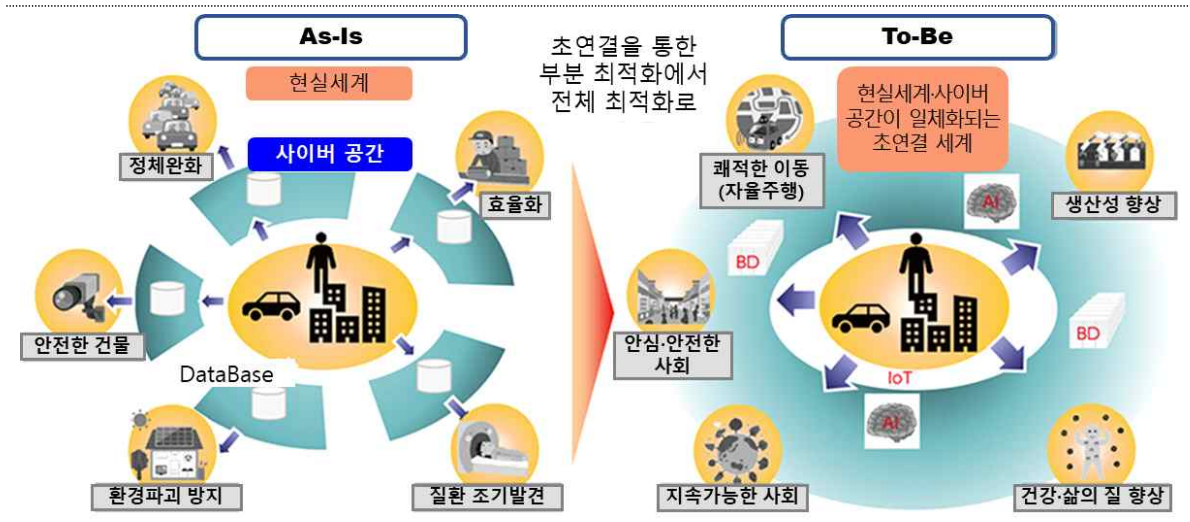 As-Is
현실세계
사이버 공간
정체완화
효율화
안전한 건물
DataBase
환경파괴 방지
질환 조기발견
초연결을 통한
부분 최적화에서
전체 최적화로
To-Be
현실세계·사이버
공간이 일체화되는
초연결 세계
쾌적한 이동
(자율주행)
AI
생산성 향상
BD
BD
안심·안전한
사회
IoT
AI
지속가능한 사회
건강·삶의 질 향상